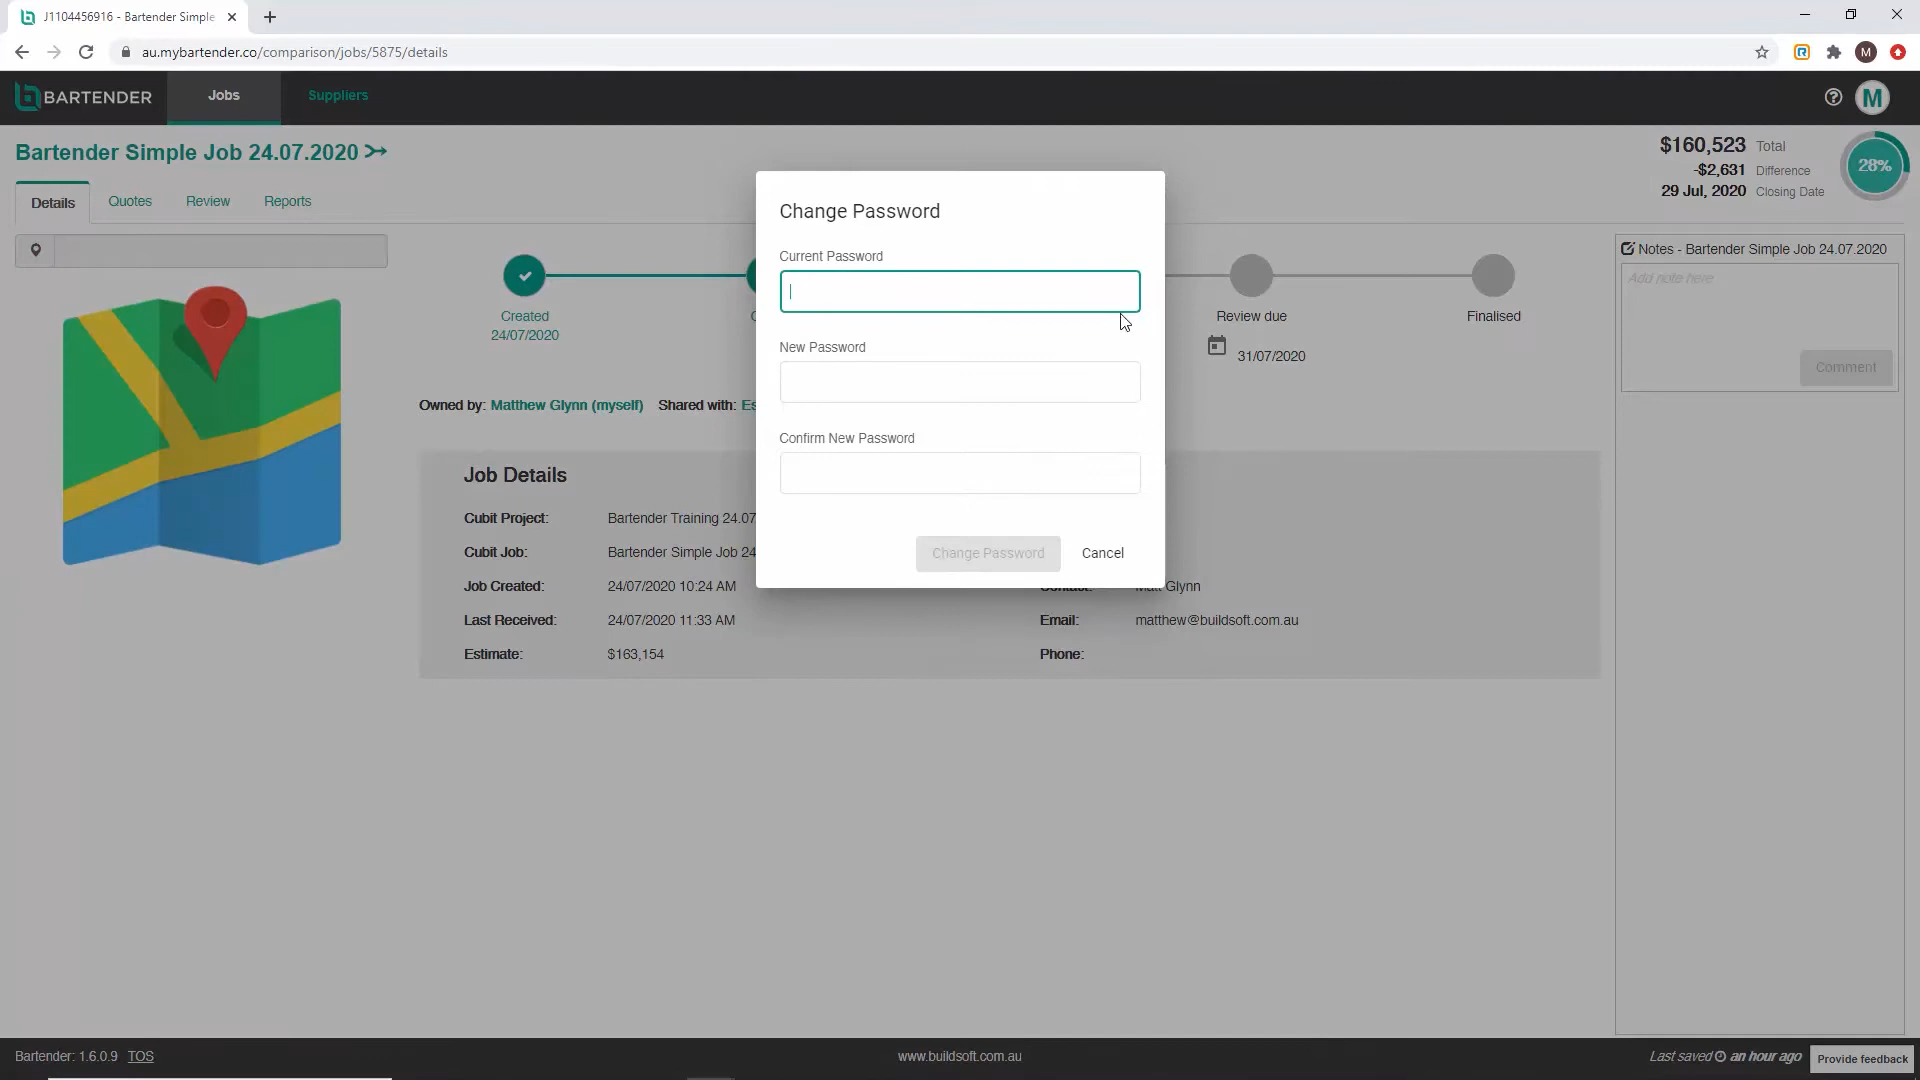 J1104456916 - Bartender Simple
au.mybartender.co/comparison/jobs/5875/details
M
BARTENDER
Jobs
Suppliers
M
Bartender Simple Job 24.07.2020
$160,523 Total
-$2,631 Difference
29 Jul, 2020 Closing Date
28%
Details
Quotes
Review
Reports
Change Password
Current Password
New Password
Confirm New Password
Change Password
Cancel
Created
24/07/2020
Review due
31/07/2020
Finalised
Owned by: Matthew Glynn (myself) Shared with: Es
Job Details
Cubit Project: Bartender Training 24.07
Cubit Job: Bartender Simple Job 24
Job Created: 24/07/2020 10:24 AM
Last Received: 24/07/2020 11:33 AM
Estimate: $163,154
Contact: Matt Glynn
Email: matthew@buildsoft.com.au
Phone:
Notes - Bartender Simple Job 24.07.2020
Add note here
Comment
Bartender: 1.6.0.9 TOS
www.buildsoft.com.au
Last saved an hour ago
Provide feedback